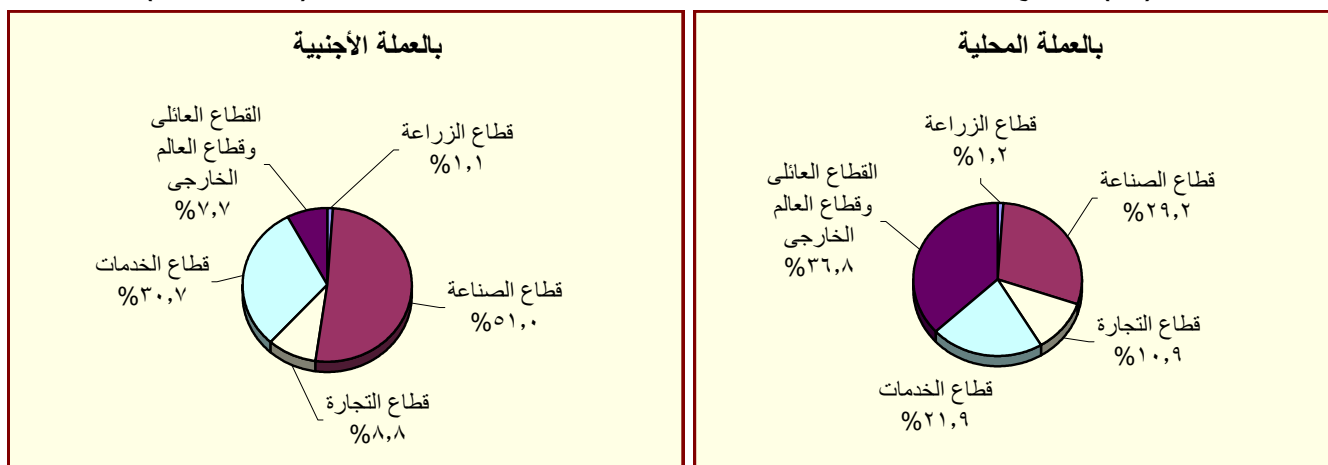 بالعملة المحلية
قطاع الزراعة
%١,٢
قطاع الصناعة
%٢٩,٢
قطاع التجارة
%١٠,٩
قطاع الخدمات
%٢١,٩
القطاع العائلى
وقطاع العالم
الخارجى
%٣٦,٨
بالعملة الأجنبية
قطاع الزراعة
%١,١
قطاع الصناعة
%٥١,٠
قطاع التجارة
%٨,٨
قطاع الخدمات
%٣٠,٧
القطاع العائلى
وقطاع العالم
الخارجى
%٧,٧